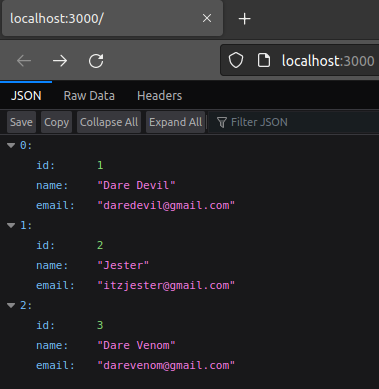 localhost:3000/
localhost:3000
JSON Raw Data Headers
Save Copy Collapse All Expand All Filter JSON
0:
id: 1
name: "Dare Devil"
email: "daredevil@gmail.com"
1:
id: 2
name: "Jester"
email: "itzjester@gmail.com"
2:
id: 3
name: "Dare Venom"
email: "darevenom@gmail.com"